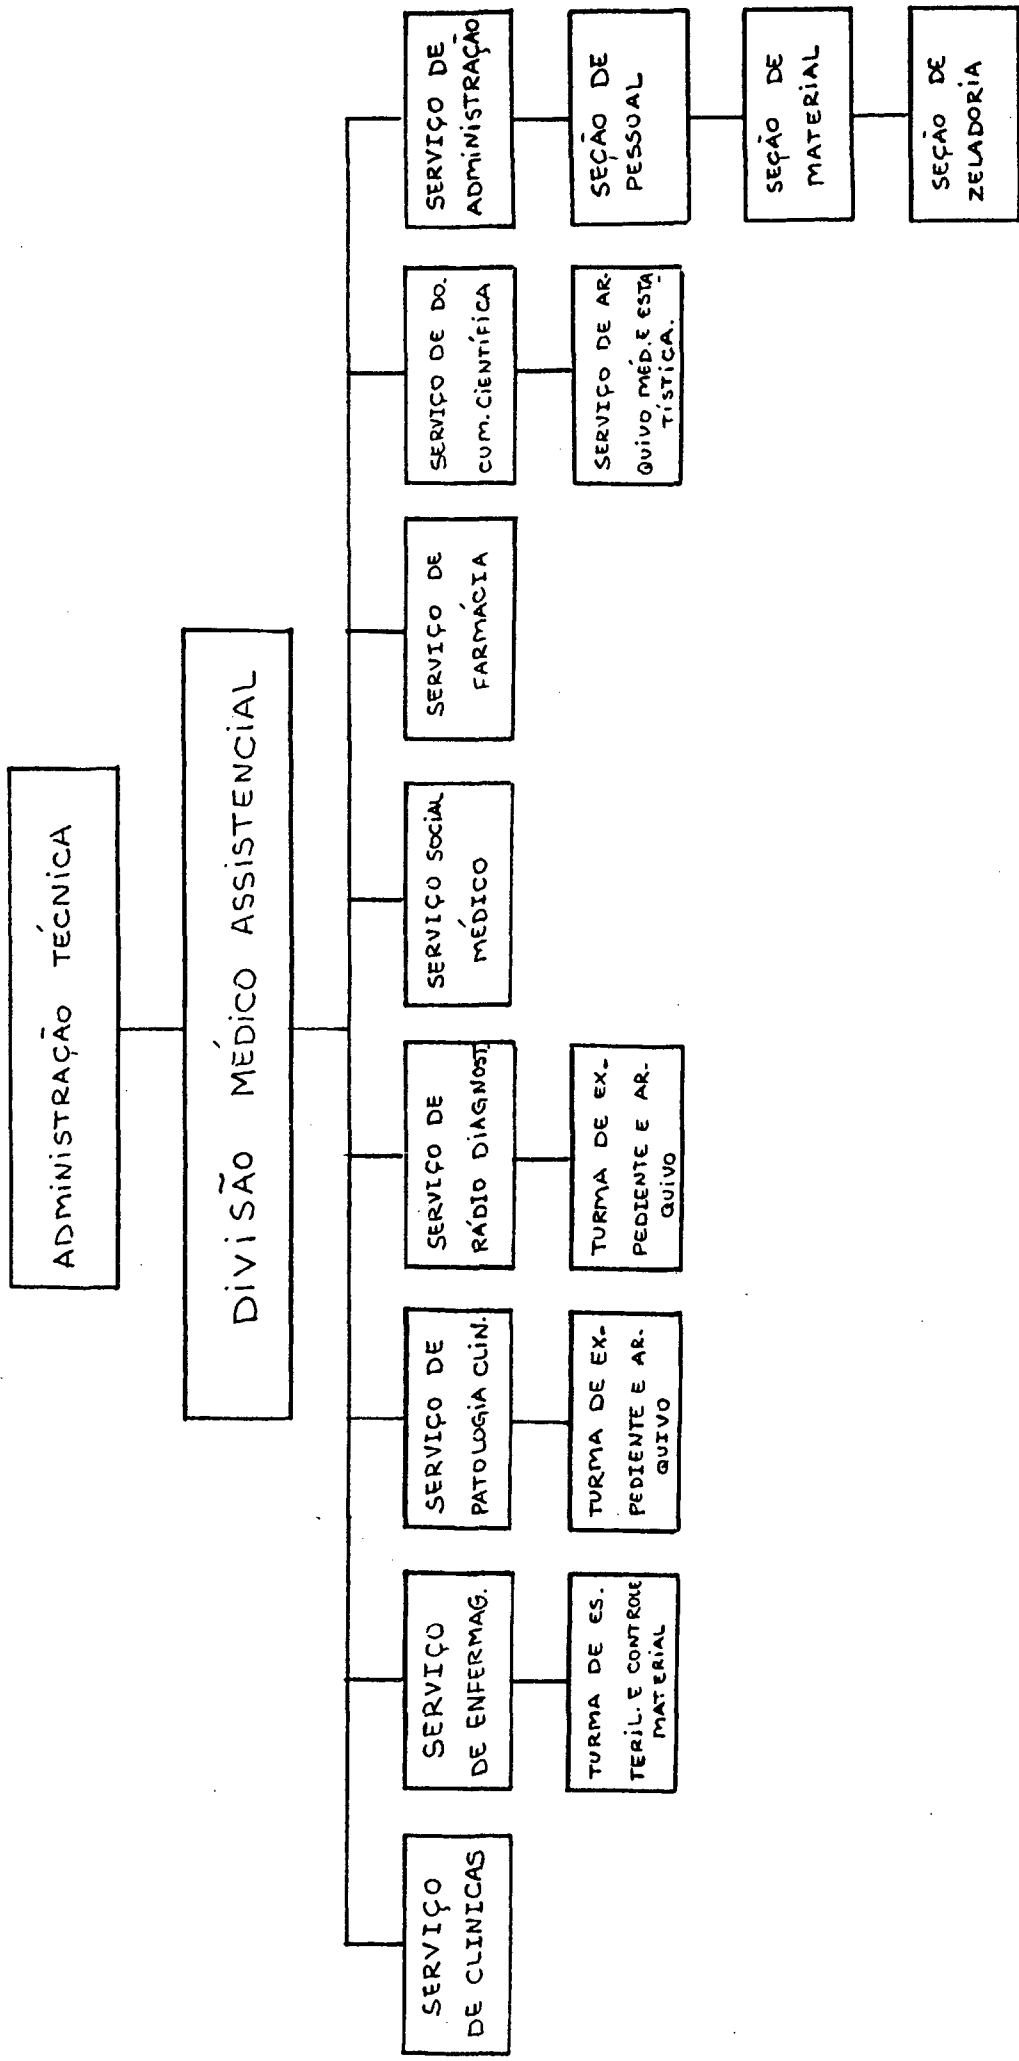 ADMINISTRAÇÃO TÉCNICA
DIVISÃO MÉDICO ASSISTENCIAL
SERVIÇO
DE CLINICAS
SERVIÇO
DE ENFERMAG.
SERVIÇO DE
PATOLOGIA CLIN.
SERVIÇO DE
RÁDIO DIAGNOST.
SERVIÇO SOCIAL
MÉDICO
SERVIÇO DE
FARMÁCIA
SERVIÇO DE DO.
CUM. CIENTÍFICA
SERVIÇO DE
ADMINISTRAÇÃO
TURMA DE ES.
TERIL. E CONTROLE
MATERIAL
TURMA DE EX-
PEDIENTE E AR-
QUIVO
TURMA DE EX-
PEDIENTE E AR-
QUIVO
SERVIÇO DE AR-
QUIVO MÉD. E ESTA-
TÍSTICA.
SEÇÃO DE
PESSOAL
SEÇÃO DE
MATERIAL
SEÇÃO DE
ZELADORIA